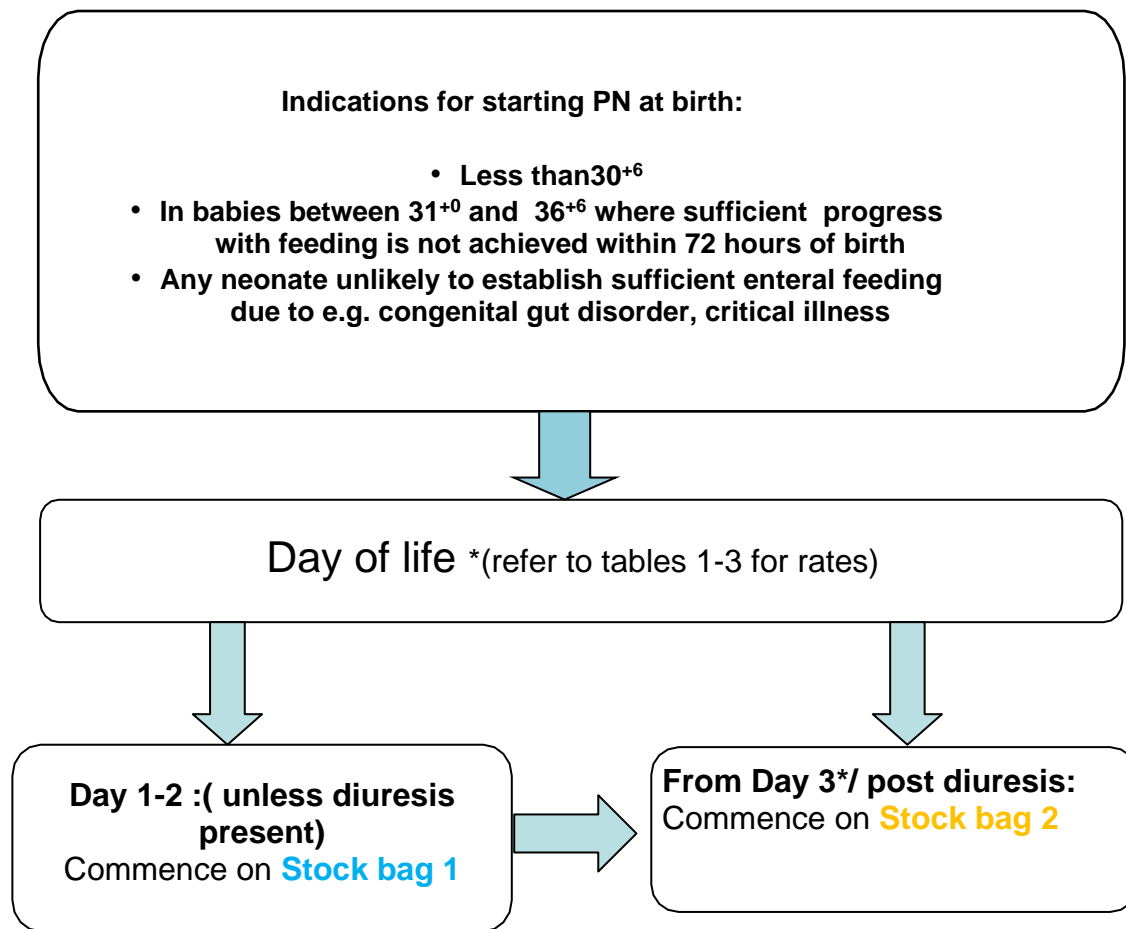 Indications for starting PN at birth:
• Less than30+6
• In babies between 31+0 and 36+6 where sufficient progress
with feeding is not achieved within 72 hours of birth
• Any neonate unlikely to establish sufficient enteral feeding
due to e.g. congenital gut disorder, critical illness
Day of life *(refer to tables 1-3 for rates)
Day 1-2 :( unless diuresis
present)
Commence on Stock bag 1
From Day 3*/ post diuresis:
Commence on Stock bag 2